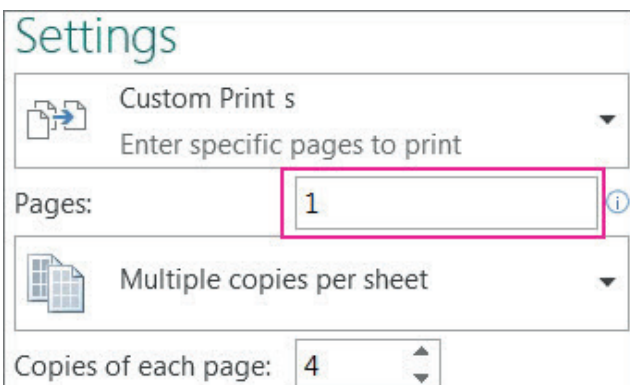 Settings
Custom Print s
Enter specific pages to print
Pages: 1
Multiple copies per sheet
Copies of each page: 4